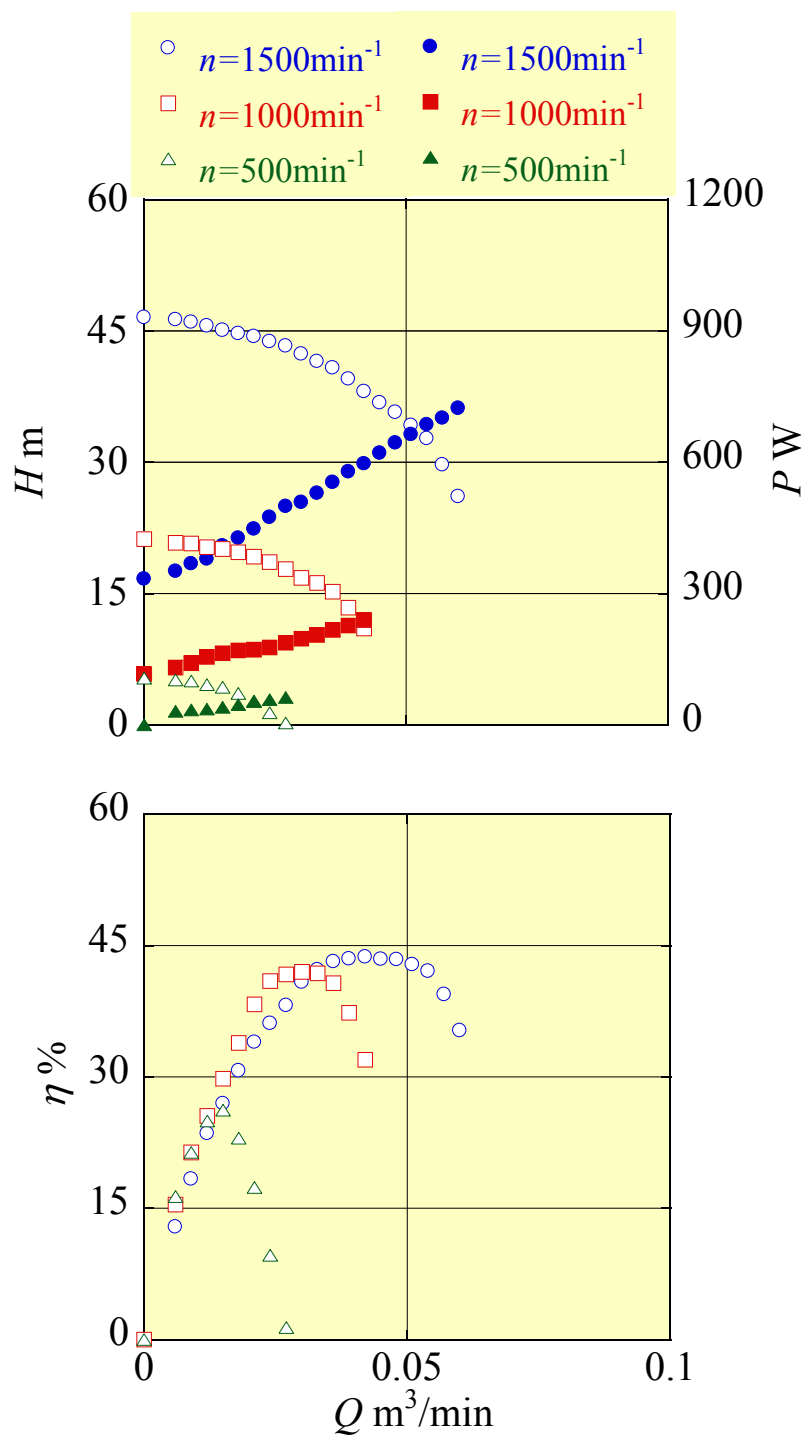 n=1500min⁻¹ n=1500min⁻¹
n=1000min⁻¹ n=1000min⁻¹
n=500min⁻¹ n=500min⁻¹
60 1200
45 900
30 600
15 300
0 0
H m
P W
60
45
30
15
0
η %
0 0.05 0.1
Q m³/min